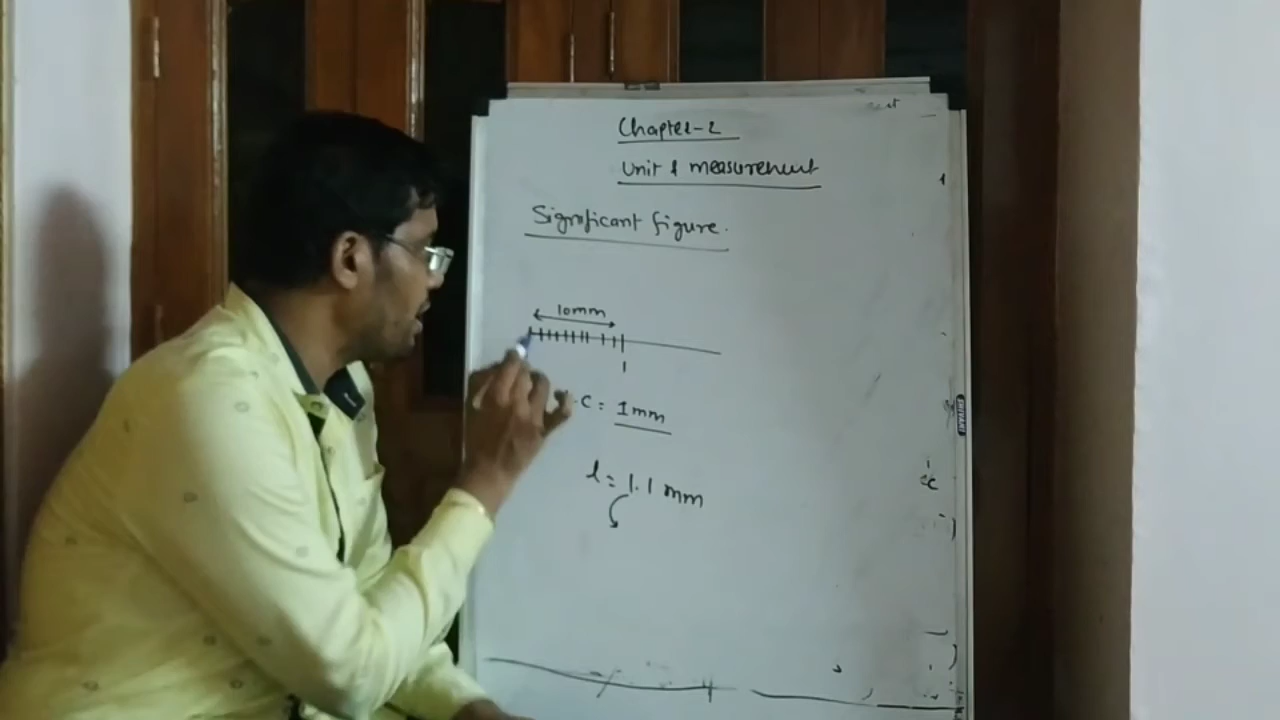 Chapter-2
Unit & measurement
Significant figure.
10mm
1
.C = 1mm
l = 1.1 mm